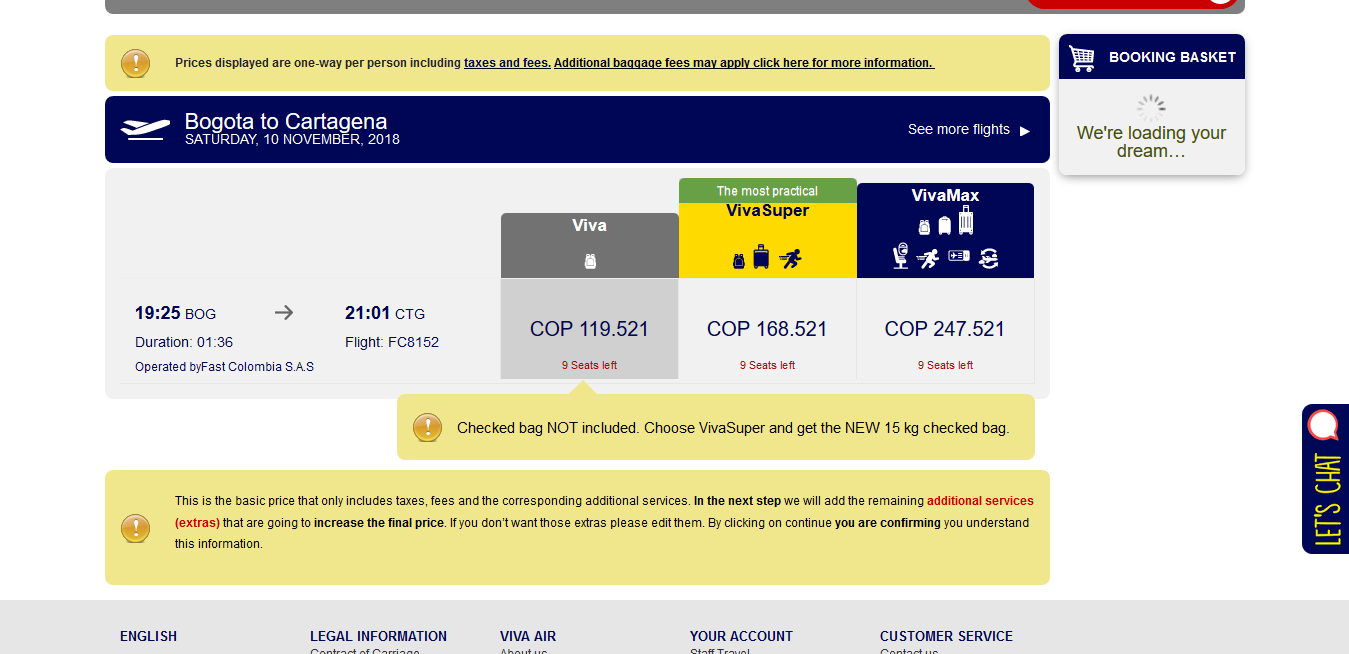 Prices displayed are one-way per person including taxes and fees. Additional baggage fees may apply click here for more information.
BOOKING BASKET
We're loading your
dream…
Bogota to Cartagena
SATURDAY, 10 NOVEMBER, 2018
See more flights
The most practical
Viva
VivaSuper
VivaMax
19:25 BOG
21:01 CTG
Duration: 01:36
Flight: FC8152
Operated byFast Colombia S.A.S
COP 119.521
COP 168.521
COP 247.521
9 Seats left
9 Seats left
9 Seats left
Checked bag NOT included. Choose VivaSuper and get the NEW 15 kg checked bag.
LET'S CHAT
This is the basic price that only includes taxes, fees and the corresponding additional services. In the next step we will add the remaining additional services
(extras) that are going to increase the final price. If you don't want those extras please edit them. By clicking on continue you are confirming you understand
this information.
ENGLISH
LEGAL INFORMATION
VIVA AIR
YOUR ACCOUNT
CUSTOMER SERVICE
Contract of Carriage
About us
Staff Travel
Contact us